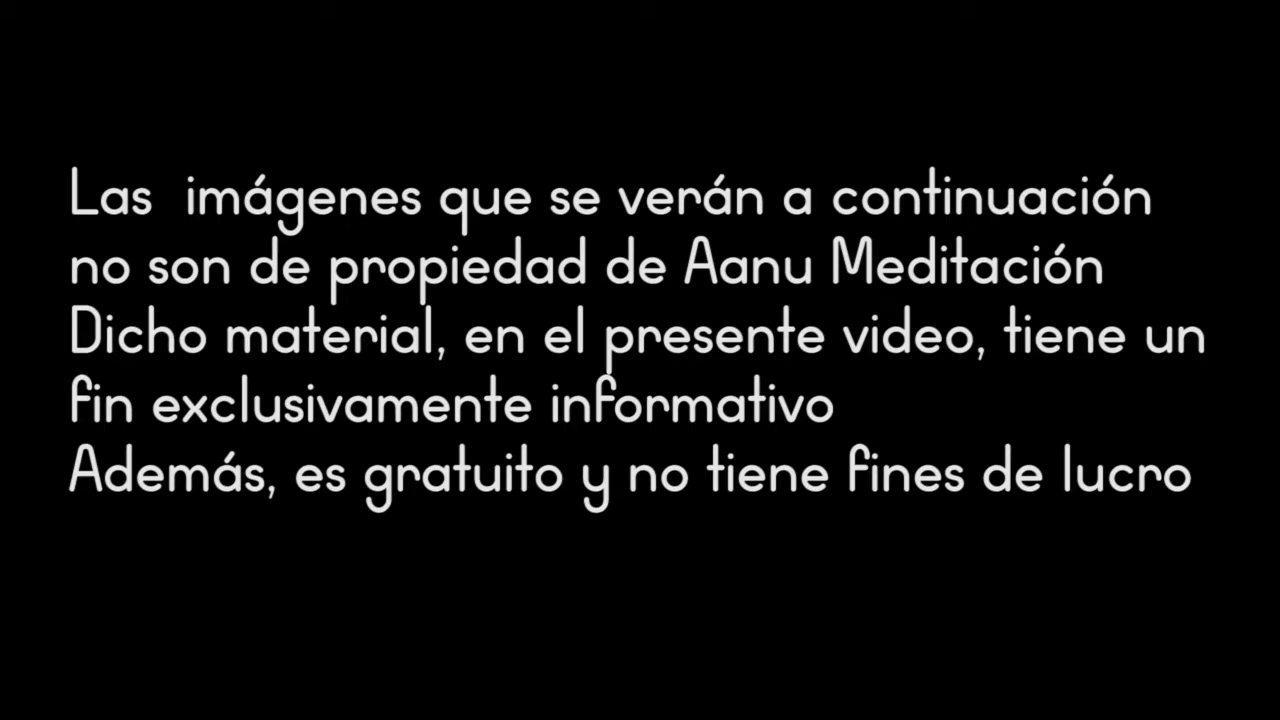 Las  imágenes que se verán a continuación
no son de propiedad de Aanu Meditación
Dicho material, en el presente video, tiene un
fin exclusivamente informativo
Además, es gratuito y no tiene fines de lucro